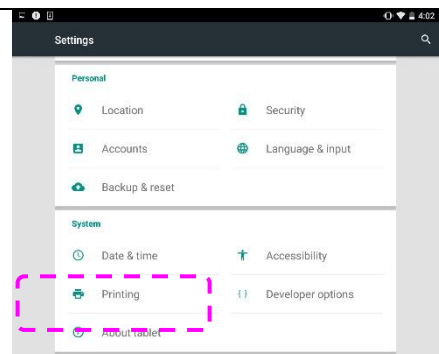 4:02
Settings
Personal
Location
Security
Accounts
Language & input
Backup & reset
System
Date & time
Accessibility
Printing
Developer options
About tablet